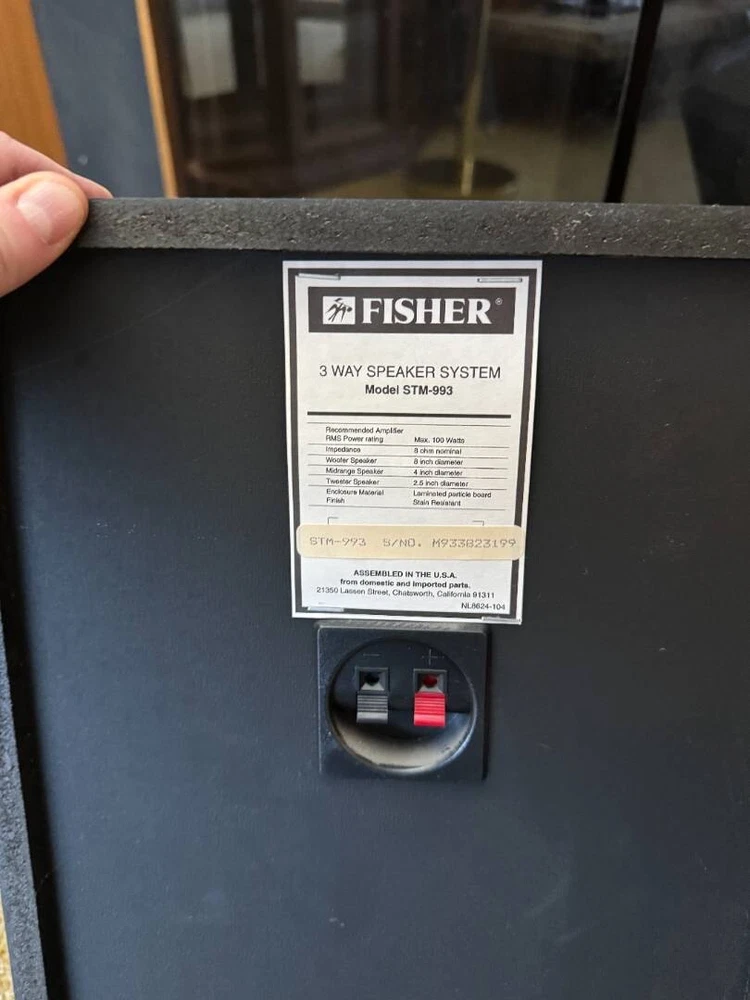 FISHER®
3 WAY SPEAKER SYSTEM
Model STM-993
Recommended Amplifier
RMS Power rating Max. 100 Watts
Impedance 8 ohm nominal
Woofer Speaker 8 inch diameter
Midrange Speaker 4 inch diameter
Tweeter Speaker 2.5 inch diameter
Enclosure Material Laminated particle board
Finish Stain Resistant
STM-993 S/NO. M933823199
ASSEMBLED IN THE U.S.A.
from domestic and imported parts.
21350 Lassen Street, Chatsworth, California 91311
NL8624-104
− +